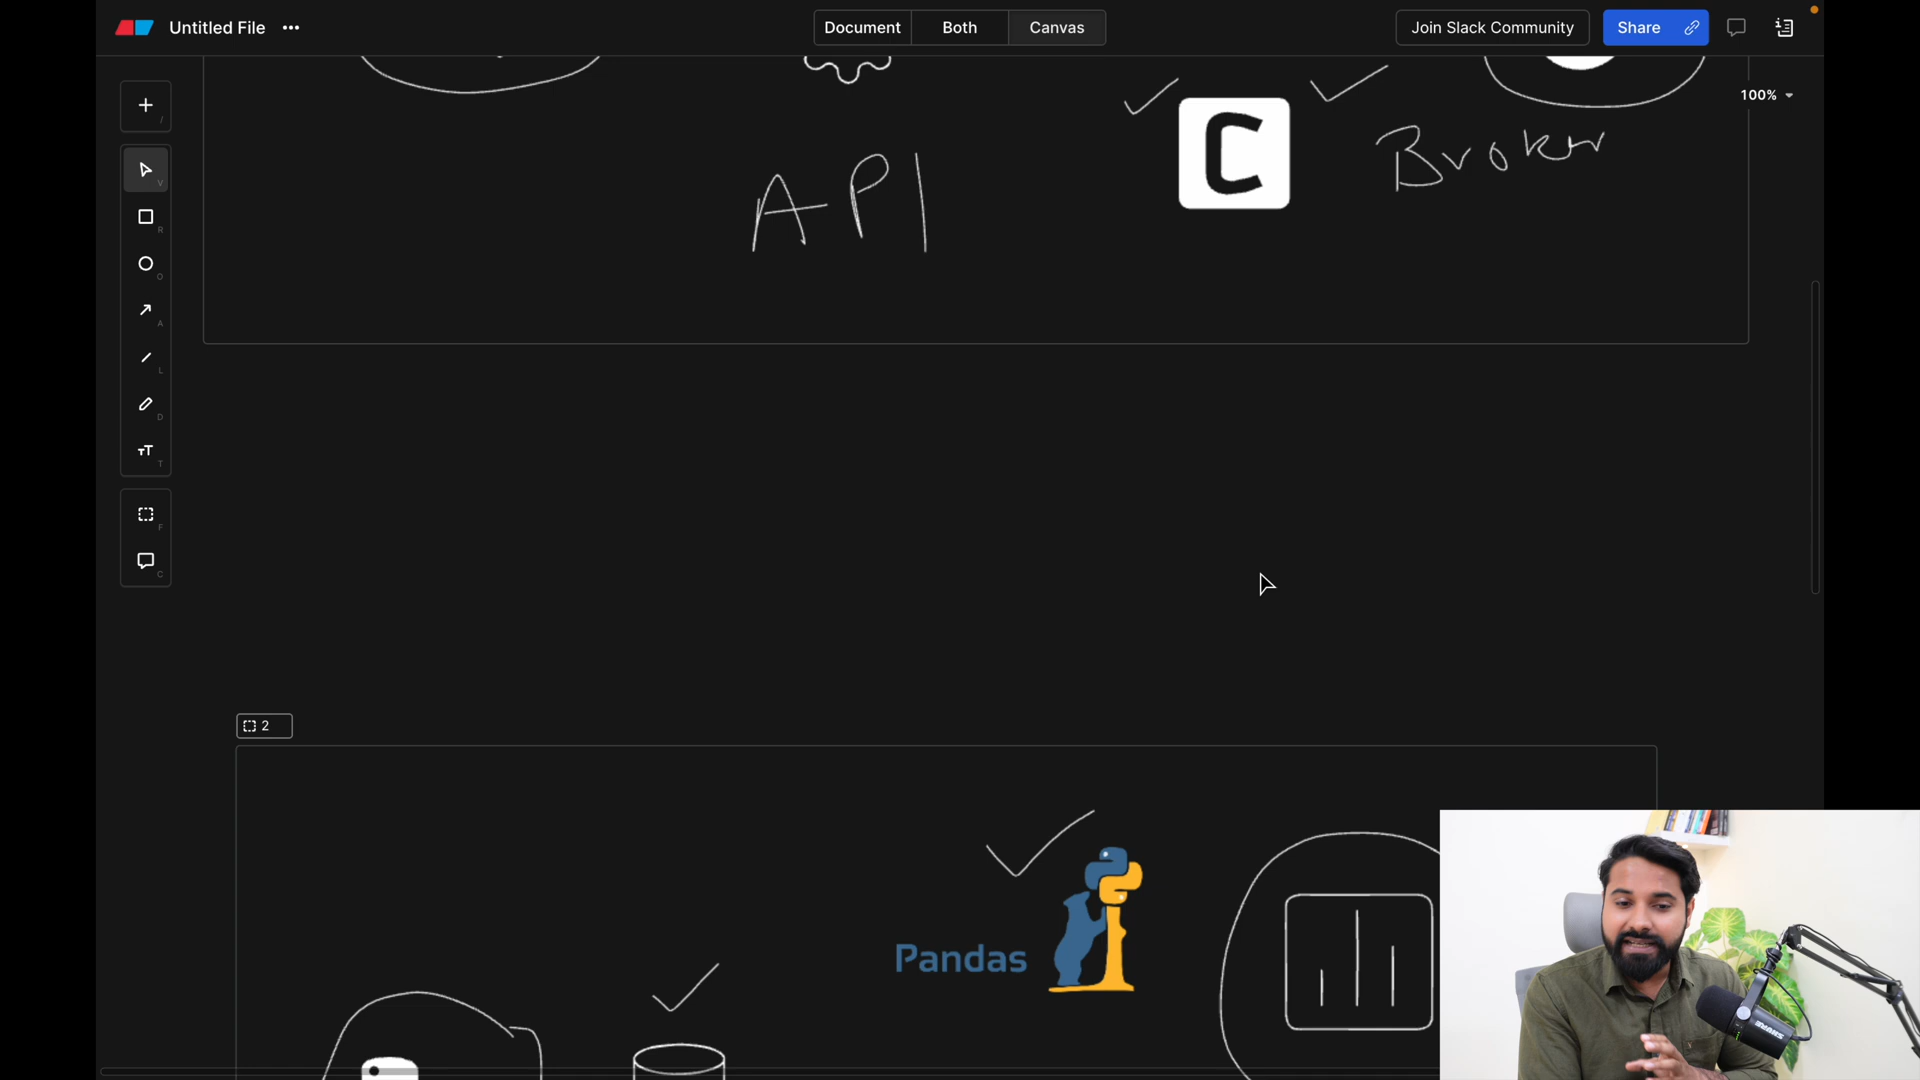 Untitled File
Document
Both
Canvas
Join Slack Community
Share
100%
/
V
R
O
A
L
D
T
F
C
C
Broker
API
2
Pandas